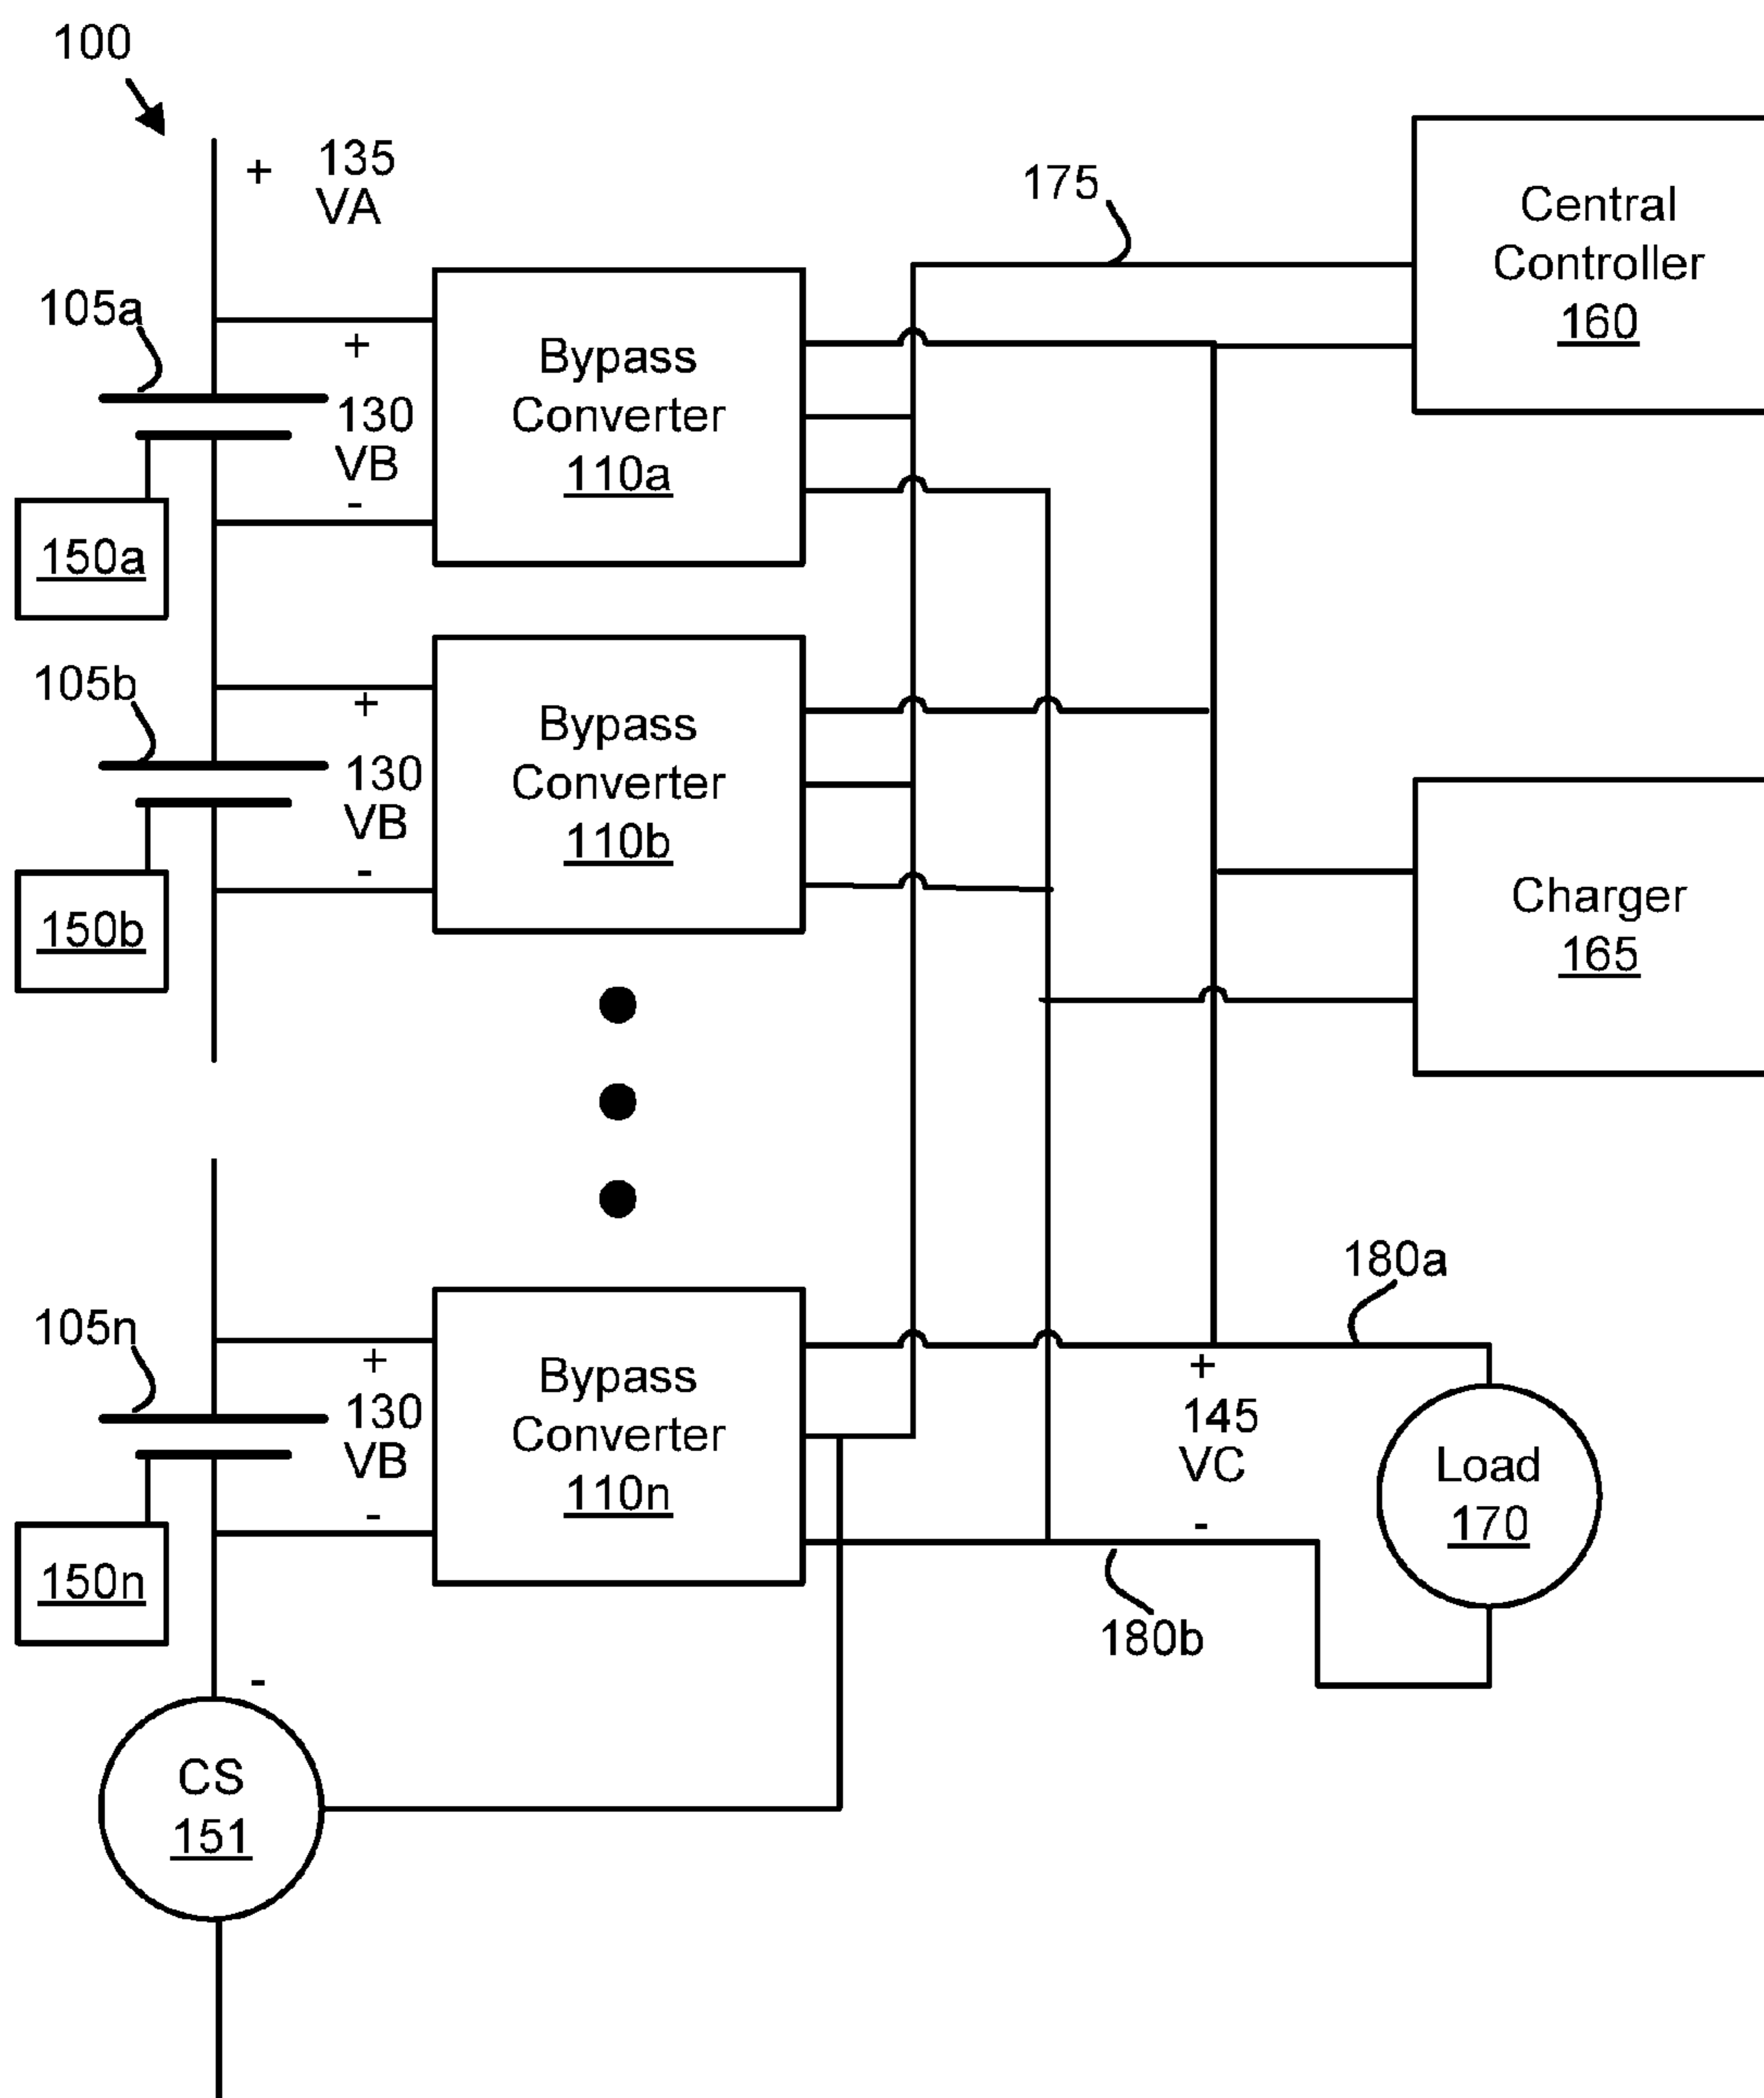 100
+
135
VA
175
Central
Controller
160
105a
+
130
VB
-
Bypass
Converter
110a
150a
105b
+
130
VB
-
Bypass
Converter
110b
150b
Charger
165
180a
105n
+
130
VB
-
Bypass
Converter
110n
+
145
VC
-
Load
170
150n
180b
-
CS
151